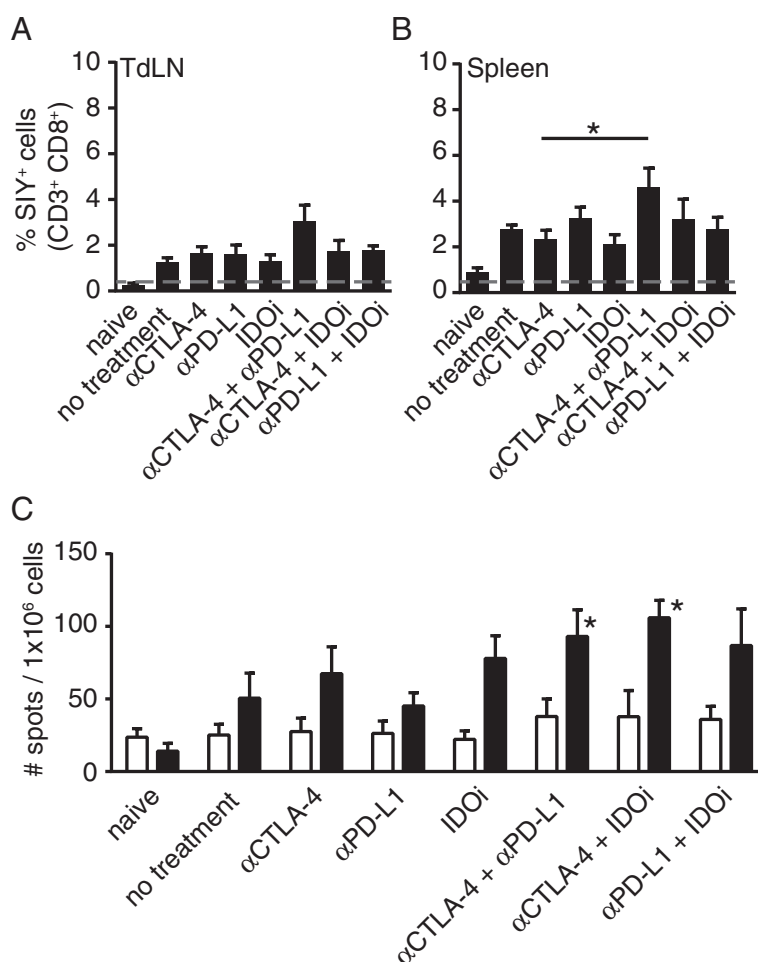 A
TdLN
% SIY⁺ cells
(CD3⁺ CD8⁺)
10
8
6
4
2
0
naive
no treatment
αCTLA-4
αPD-L1
IDOi
αCTLA-4 + αPD-L1
αCTLA-4 + IDOi
αPD-L1 + IDOi
B
Spleen
10
8
6
4
2
0
*
naive
no treatment
αCTLA-4
αPD-L1
IDOi
αCTLA-4 + αPD-L1
αCTLA-4 + IDOi
αPD-L1 + IDOi
C
# spots / 1x10⁶ cells
150
100
50
0
* *
naive
no treatment
αCTLA-4
αPD-L1
IDOi
αCTLA-4 + αPD-L1
αCTLA-4 + IDOi
αPD-L1 + IDOi